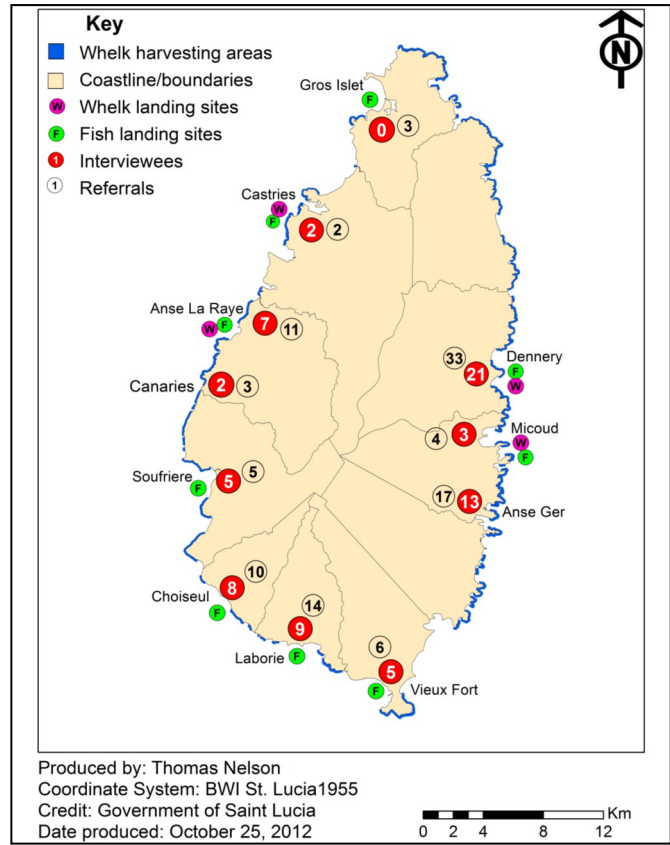 Key
Whelk harvesting areas
Coastline/boundaries
W Whelk landing sites
F Fish landing sites
1 Interviewees
1 Referrals
N
Gros Islet
F
0 3
Castries
W
F
2 2
Anse La Raye
W F
7 11
Canaries
2 3
33 21
Dennery
F
W
Micoud
4 3
W
F
Soufriere
F
5 5
17 13
Anse Ger
Choiseul
F
8 10
14
9
Laborie
F
6
5
F
Vieux Fort
Produced by: Thomas Nelson
Coordinate System: BWI St. Lucia1955
Credit: Government of Saint Lucia
Date produced: October 25, 2012
Km
0 2 4 8 12